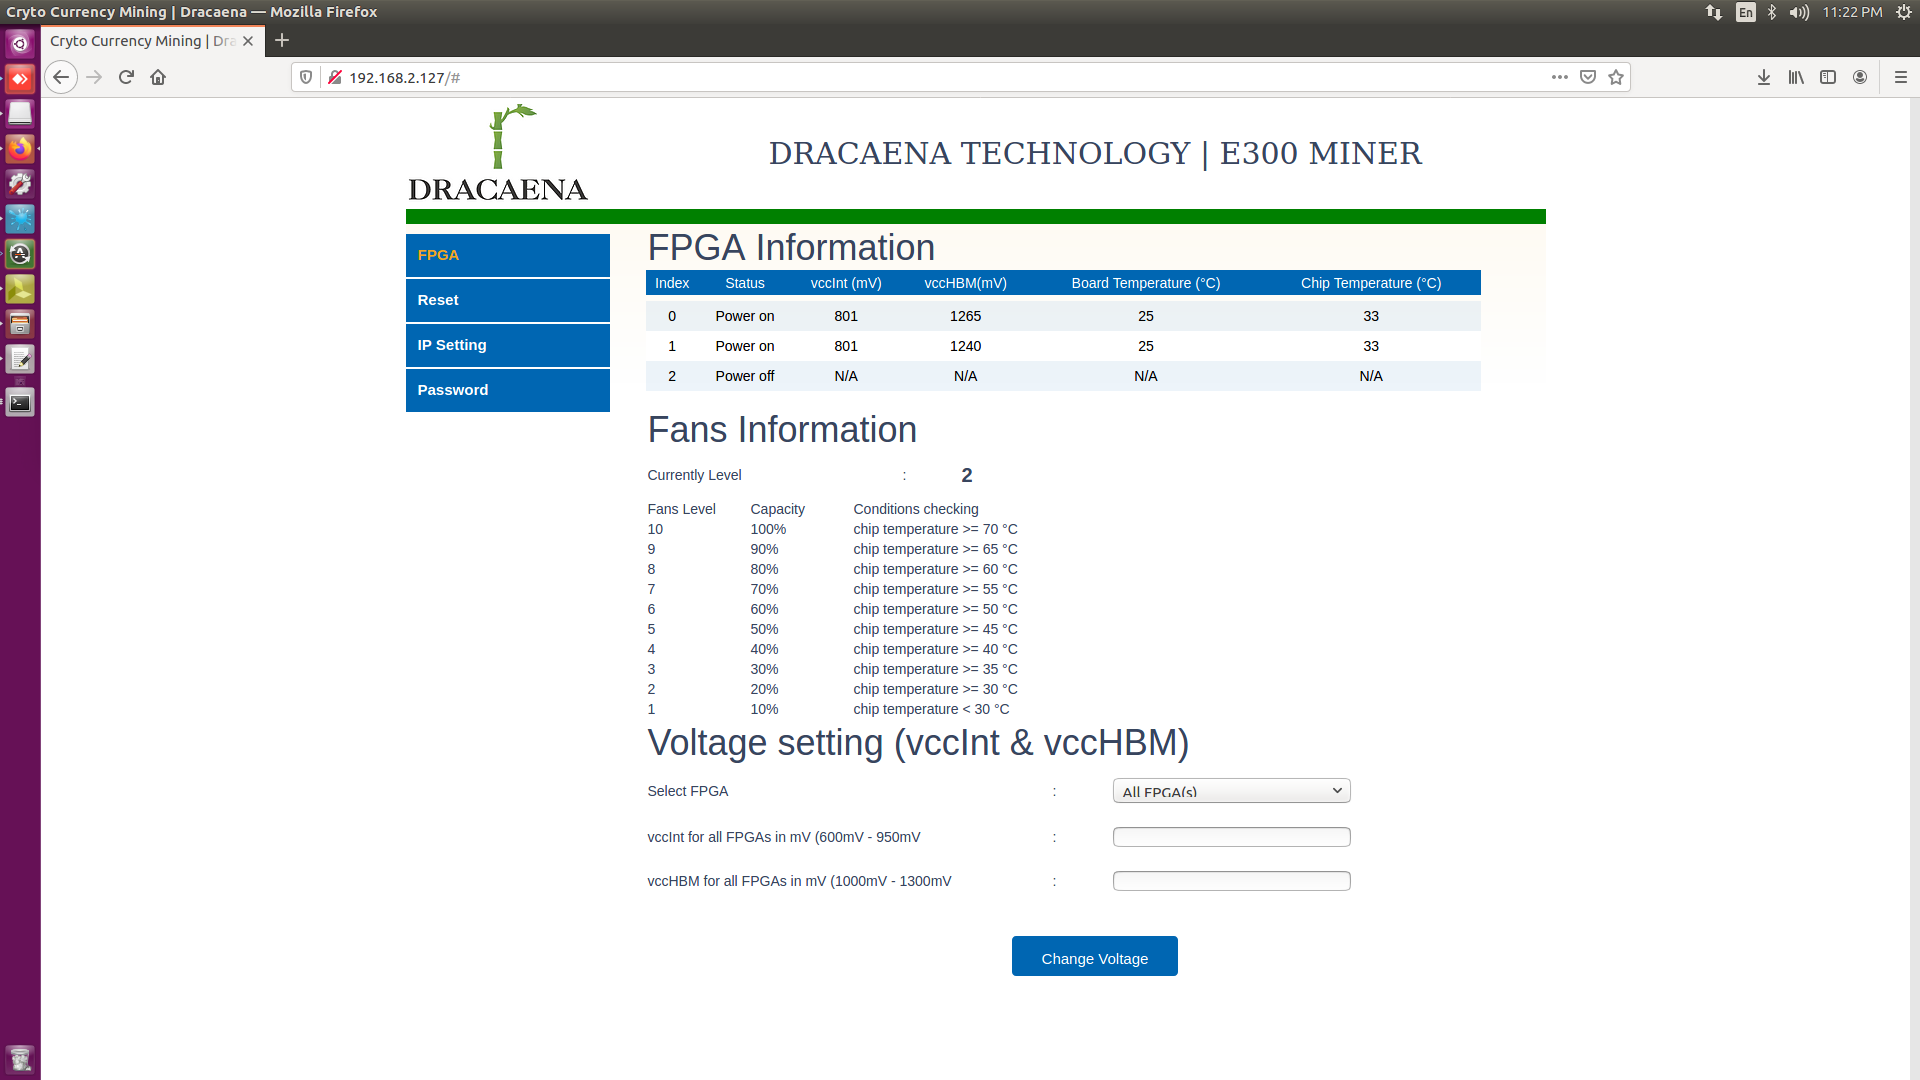 Cryto Currency Mining | Dracaena — Mozilla Firefox
En
11:22 PM
Cryto Currency Mining | Dra
192.168.2.127/#
DRACAENA
DRACAENA TECHNOLOGY | E300 MINER
FPGA
Reset
IP Setting
Password
FPGA Information
Index Status vccInt (mV) vccHBM(mV) Board Temperature (°C) Chip Temperature (°C)
0 Power on 801 1265 25 33
1 Power on 801 1240 25 33
2 Power off N/A N/A N/A N/A
Fans Information
Currently Level : 2
Fans Level Capacity Conditions checking
10 100% chip temperature >= 70 °C
9 90% chip temperature >= 65 °C
8 80% chip temperature >= 60 °C
7 70% chip temperature >= 55 °C
6 60% chip temperature >= 50 °C
5 50% chip temperature >= 45 °C
4 40% chip temperature >= 40 °C
3 30% chip temperature >= 35 °C
2 20% chip temperature >= 30 °C
1 10% chip temperature < 30 °C
Voltage setting (vccInt & vccHBM)
Select FPGA : All FPGA(s)
vccInt for all FPGAs in mV (600mV - 950mV :
vccHBM for all FPGAs in mV (1000mV - 1300mV :
Change Voltage